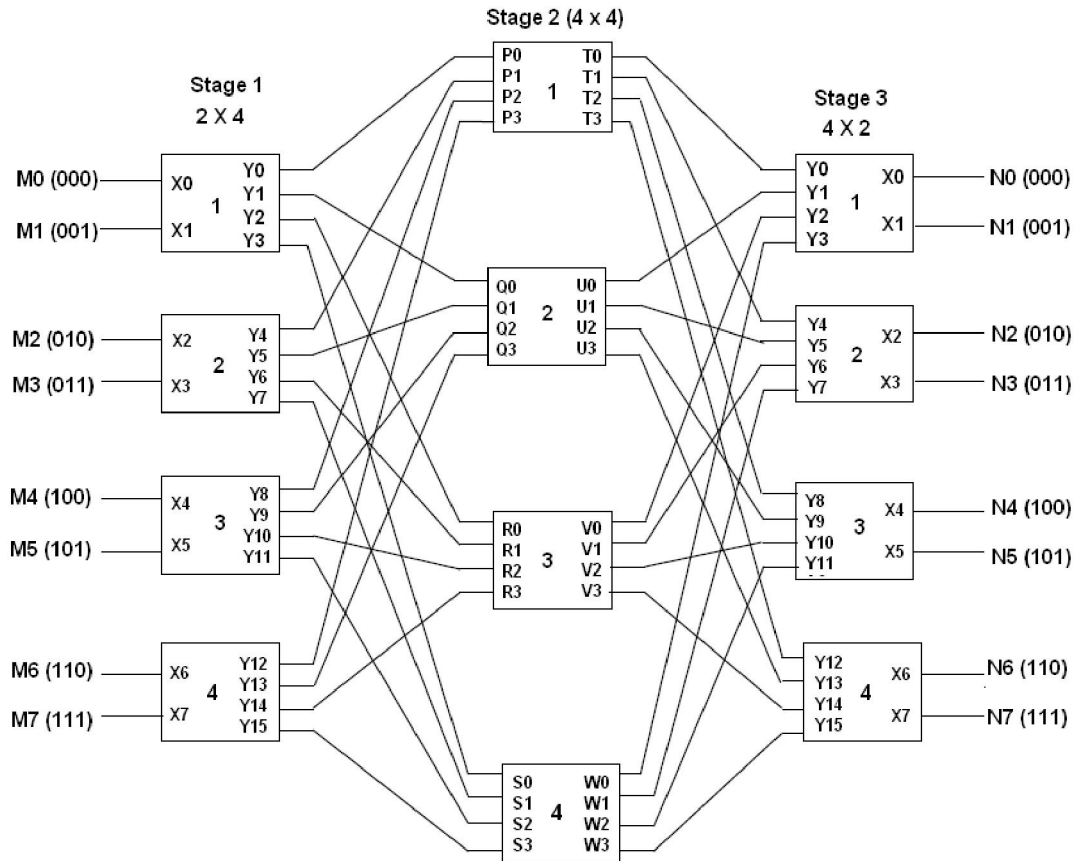 Stage 2 (4 x 4)
P0 T0
P1 T1
P2 T2
P3 T3
1
Stage 1
2 X 4
Stage 3
4 X 2
M0 (000)
M1 (001)
X0 Y0
Y1
X1 Y2
Y3
1
Y0 X0
Y1
Y2 X1
Y3
1
N0 (000)
N1 (001)
Q0 U0
Q1 U1
Q2 U2
Q3 U3
2
M2 (010)
M3 (011)
X2 Y4
Y5
X3 Y6
Y7
2
Y4 X2
Y5
Y6 X3
Y7
2
N2 (010)
N3 (011)
M4 (100)
M5 (101)
X4 Y8
Y9
X5 Y10
Y11
3
R0 V0
R1 V1
R2 V2
R3 V3
3
Y8 X4
Y9
Y10 X5
Y11
3
N4 (100)
N5 (101)
M6 (110)
M7 (111)
X6 Y12
Y13
X7 Y14
Y15
4
Y12 X6
Y13
Y14 X7
Y15
4
N6 (110)
N7 (111)
S0 W0
S1 W1
S2 W2
S3 W3
4